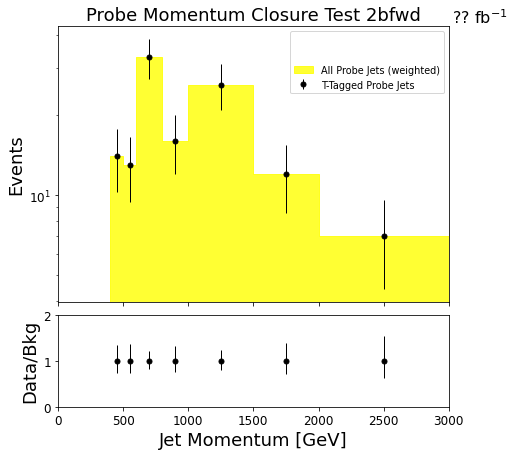 Probe Momentum Closure Test 2bfwd
?? fb⁻¹
All Probe Jets (weighted)
T-Tagged Probe Jets
Events
10¹
Data/Bkg
2
1
0
0 500 1000 1500 2000 2500 3000
Jet Momentum [GeV]